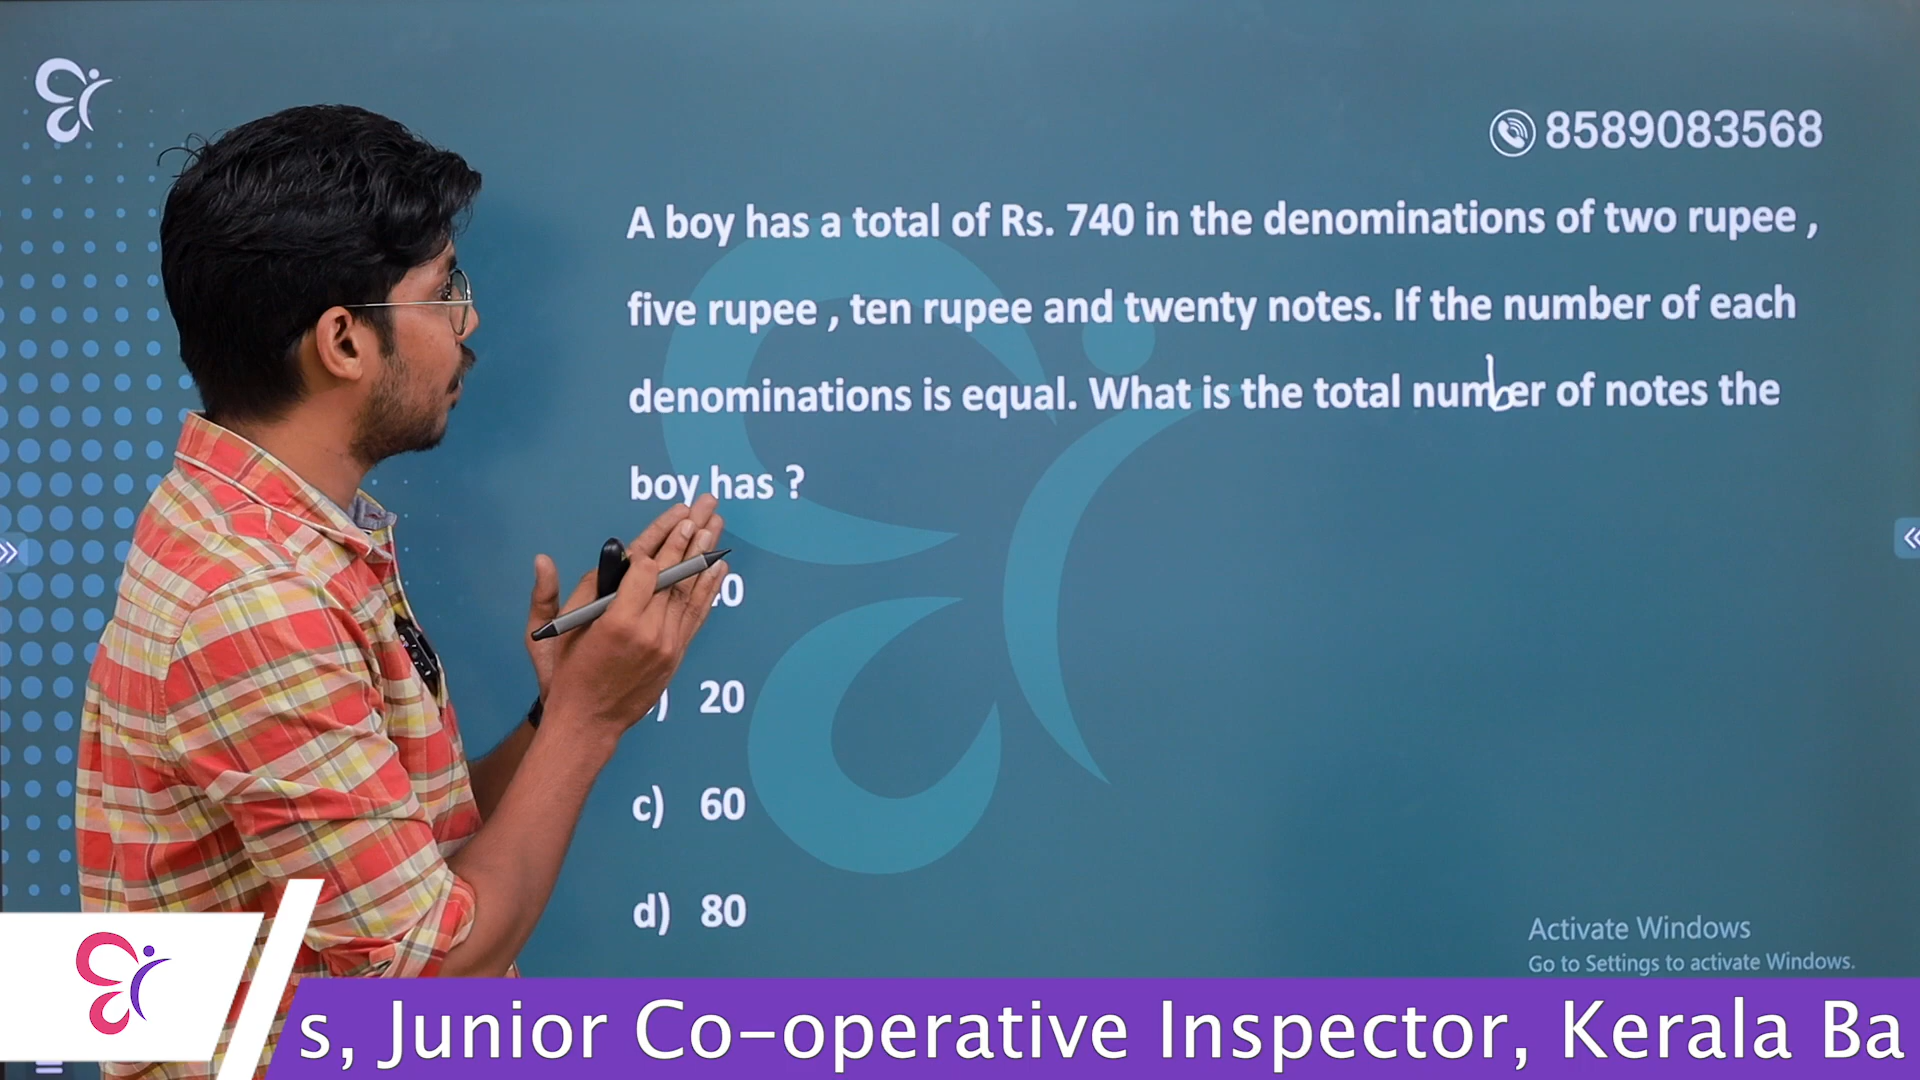 8589083568
A boy has a total of Rs. 740 in the denominations of two rupee ,
five rupee , ten rupee and twenty notes. If the number of each
denominations is equal. What is the total number of notes the
boy has ?
20
c) 60
d) 80
Activate Windows
Go to Settings to activate Windows.
s, Junior Co-operative Inspector, Kerala Ba